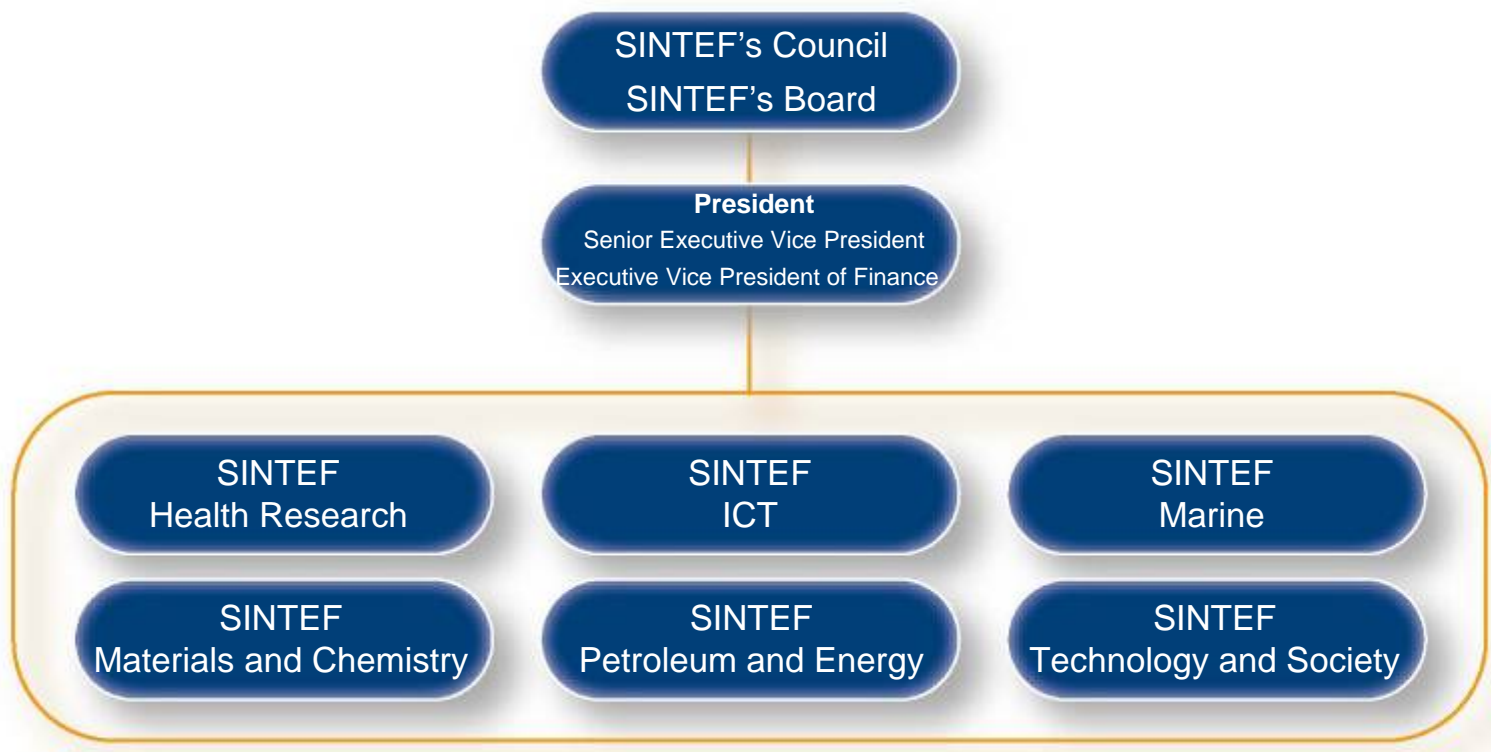 SINTEF’s Council
SINTEF’s Board
President
Senior Executive Vice President
Executive Vice President of Finance
SINTEF
Health Research
SINTEF
ICT
SINTEF
Marine
SINTEF
Materials and Chemistry
SINTEF
Petroleum and Energy
SINTEF
Technology and Society